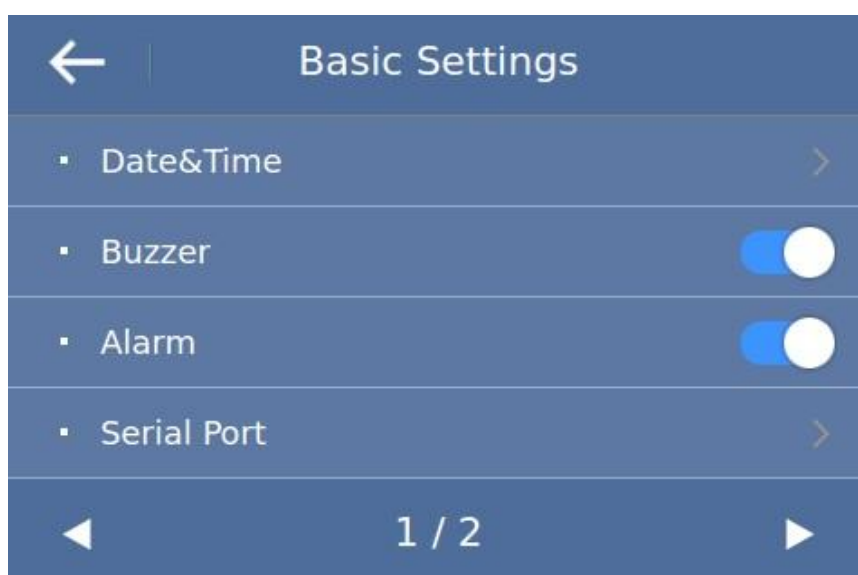 Basic Settings
Date&Time
Buzzer
Alarm
Serial Port
1 / 2